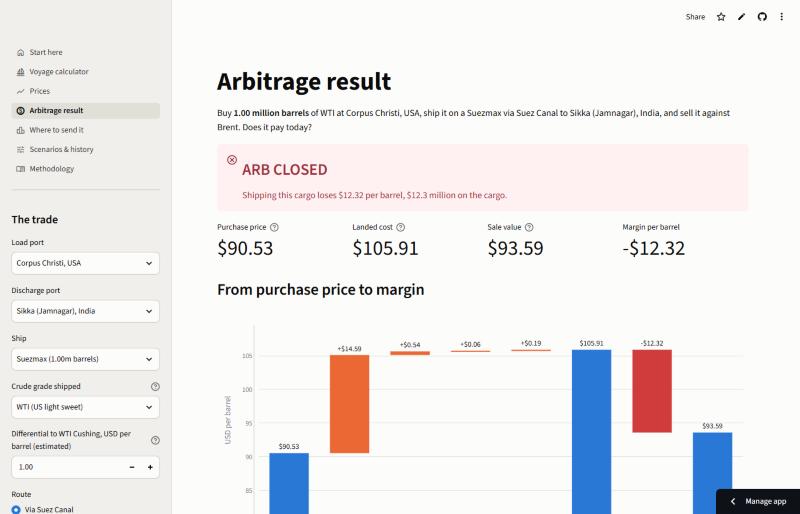 Share
Start here
Voyage calculator
Prices
Arbitrage result
Where to send it
Scenarios & history
Methodology
The trade
Load port
Corpus Christi, USA
Discharge port
Sikka (Jamnagar), India
Ship
Suezmax (1.00m barrels)
Crude grade shipped
WTI (US light sweet)
Differential to WTI Cushing, USD per
barrel (estimated)
1.00
Route
Via Suez Canal
Arbitrage result
Buy 1.00 million barrels of WTI at Corpus Christi, USA, ship it on a Suezmax via Suez Canal to Sikka (Jamnagar), India, and sell it against
Brent. Does it pay today?
ARB CLOSED
Shipping this cargo loses $12.32 per barrel, $12.3 million on the cargo.
Purchase price
$90.53
Landed cost
$105.91
Sale value
$93.59
Margin per barrel
-$12.32
From purchase price to margin
USD per barrel
105
100
95
90
85
$90.53
+$14.59
+$0.54
+$0.06
+$0.19
$105.91
-$12.32
$93.59
Manage app